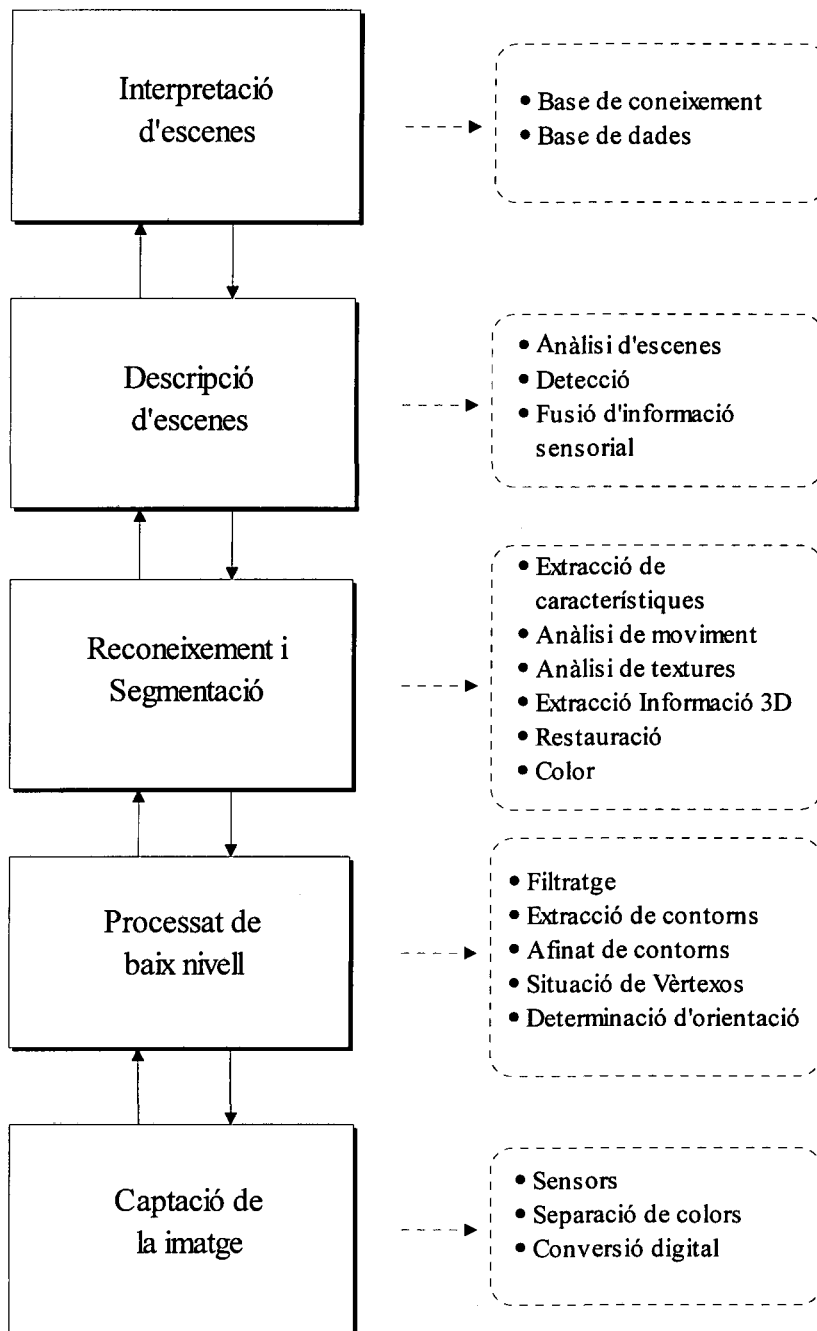 Interpretació
d'escenes
• Base de coneixement
• Base de dades
Descripció
d'escenes
• Anàlisi d'escenes
• Detecció
• Fusió d'informació
sensorial
Reconeixement i
Segmentació
• Extracció de
característiques
• Anàlisi de moviment
• Anàlisi de textures
• Extracció Informació 3D
• Restauració
• Color
Processat de
baix nivell
• Filtratge
• Extracció de contorns
• Afinat de contorns
• Situació de Vèrtexos
• Determinació d'orientació
Captació de
la imatge
• Sensors
• Separació de colors
• Conversió digital